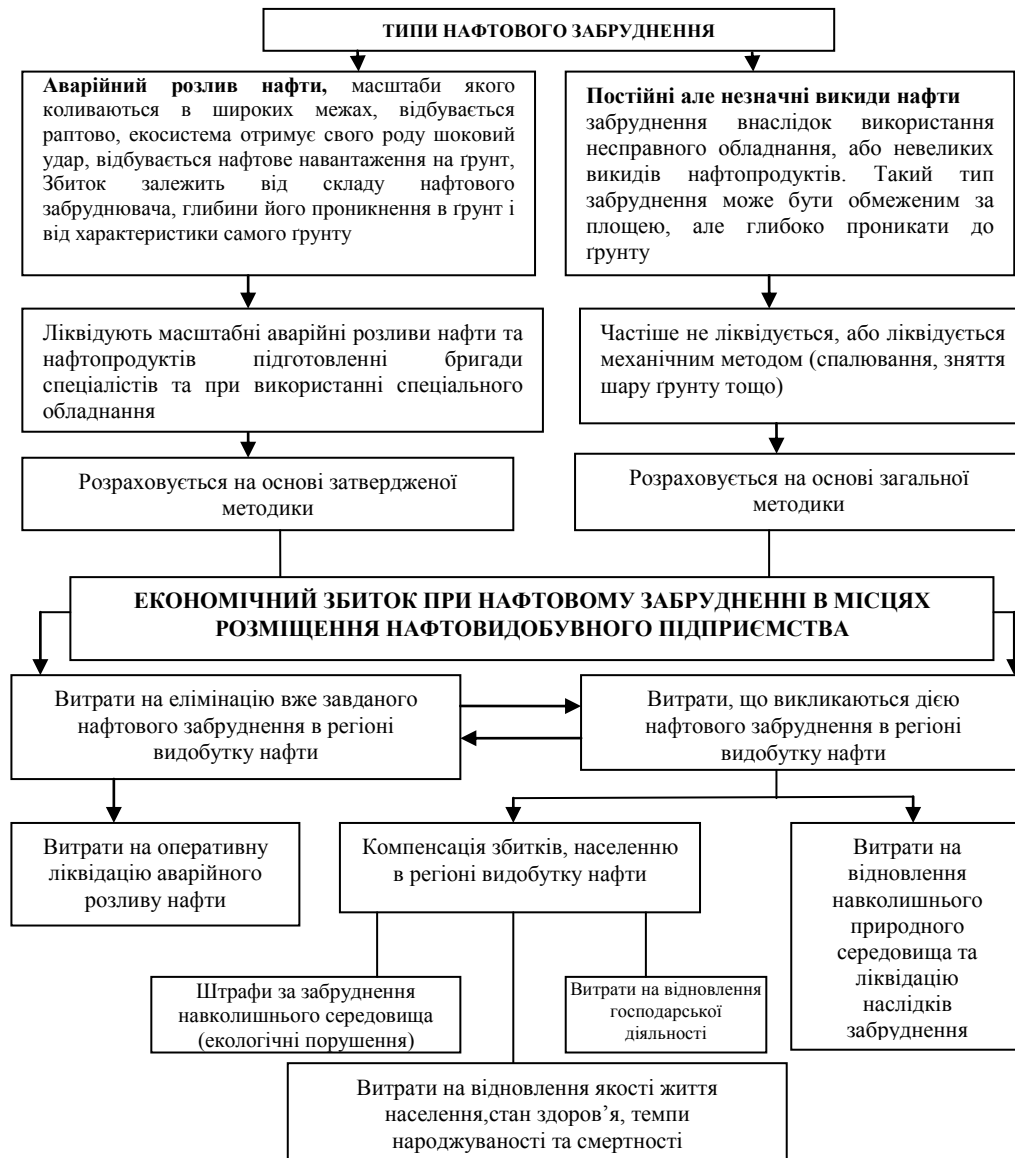 ТИПИ НАФТОВОГО ЗАБРУДНЕННЯ
Аварійний розлив нафти, масштаби якого
коливаються в широких межах, відбувається
раптово, екосистема отримує свого роду шоковий
удар, відбувається нафтове навантаження на ґрунт,
Збиток залежить від складу нафтового
забруднювача, глибини його проникнення в ґрунт і
від характеристики самого ґрунту
Постійні але незначні викиди нафти
забруднення внаслідок використання
несправного обладнання, або невеликих
викидів нафтопродуктів. Такий тип
забруднення може бути обмеженим за
площею, але глибоко проникати до
ґрунту
Ліквідують масштабні аварійні розливи нафти та
нафтопродуктів підготовленні бригади
спеціалістів та при використанні спеціального
обладнання
Частіше не ліквідується, або ліквідується
механічним методом (спалювання, зняття
шару ґрунту тощо)
Розраховується на основі затвердженої
методики
Розраховується на основі загальної
методики
ЕКОНОМІЧНИЙ ЗБИТОК ПРИ НАФТОВОМУ ЗАБРУДНЕННІ В МІСЦЯХ
РОЗМІЩЕННЯ НАФТОВИДОБУВНОГО ПІДПРИЄМСТВА
Витрати на елімінацію вже завданого
нафтового забруднення в регіоні
видобутку нафти
Витрати, що викликаються дією
нафтового забруднення в регіоні
видобутку нафти
Витрати на оперативну
ліквідацію аварійного
розливу нафти
Компенсація збитків, населенню
в регіоні видобутку нафти
Витрати на
відновлення
навколишнього
природного
середовища та
ліквідацію
наслідків
забруднення
Штрафи за забруднення
навколишнього середовища
(екологічні порушення)
Витрати на відновлення
господарської
діяльності
Витрати на відновлення якості життя
населення,стан здоров’я, темпи
народжуваності та смертності